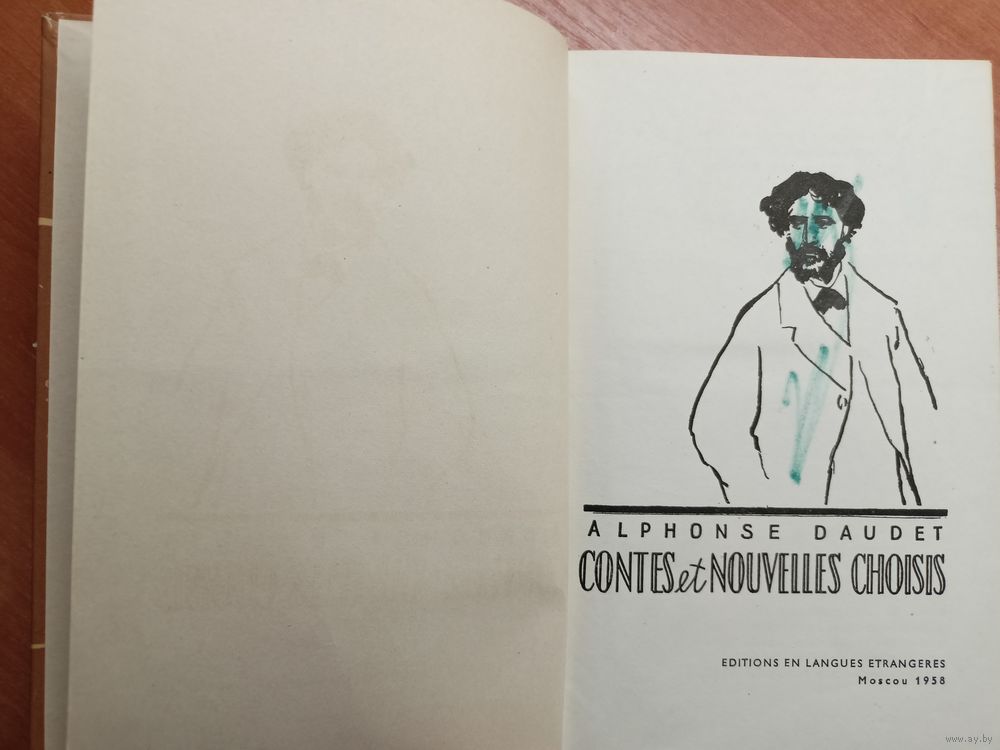 ALPHONSE DAUDET
CONTES et NOUVELLES CHOISIS
EDITIONS EN LANGUES ETRANGERES
Moscou 1958
www.ay.by